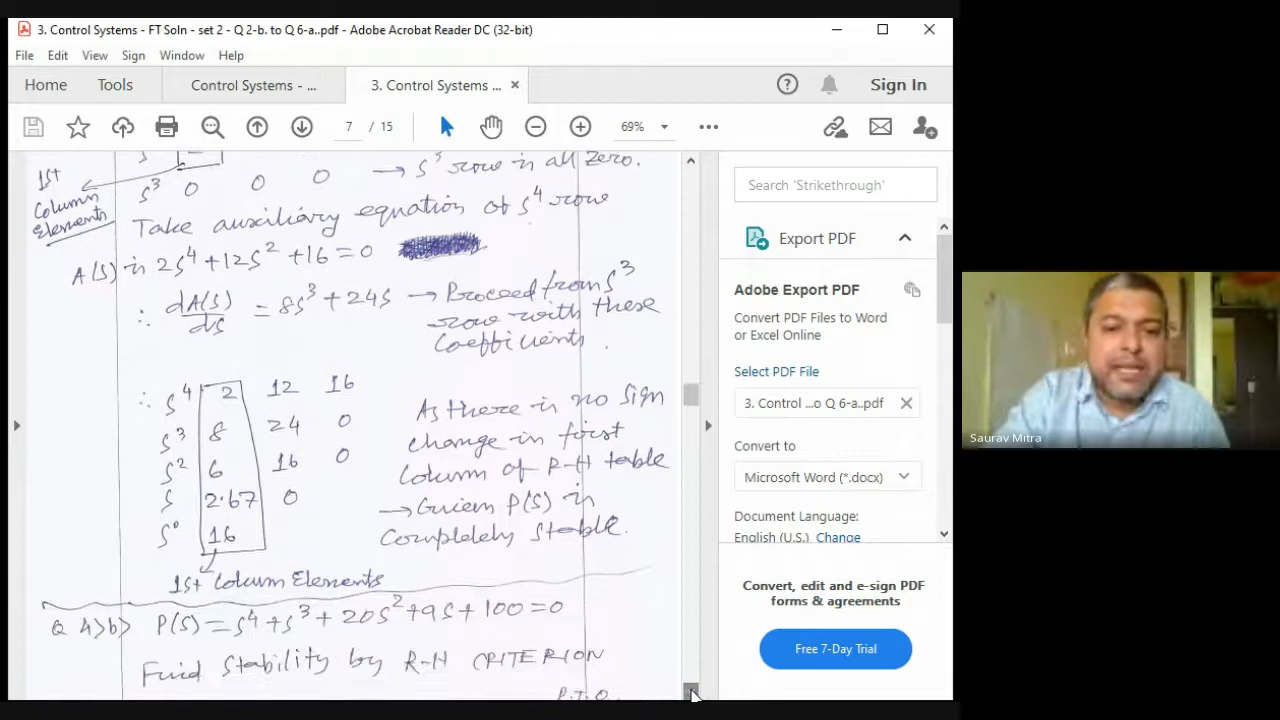 3. Control Systems - FT Soln - set 2 - Q 2-b. to Q 6-a..pdf - Adobe Acrobat Reader DC (32-bit)
File Edit View Sign Window Help
Home Tools Control Systems - ... 3. Control Systems ... × Sign In
7 / 15 69%
S³ 0 0 0 → S³ row is all zero.
1st Column Elements
Take auxiliary equation of S⁴ row
A(S) is 2S⁴ + 12S² + 16 = 0
∴ dA(S)/ds = 8S³ + 24S → Proceed from S³
row with these
coefficients.
∴ S⁴ 2 12 16
S³ 8 24 0
S² 6 16 0
S 2.67 0
S⁰ 16
1st Column Elements
As there is no sign
change in first
column of R-H table
→ Given P(S) is
completely stable.
Q 4>b> P(S) = S⁴ + S³ + 20S² + 9S + 100 = 0
Find stability by R-H CRITERION
P.T.O.
Search 'Strikethrough'
Export PDF
Adobe Export PDF
Convert PDF Files to Word
or Excel Online
Select PDF File
3. Control ...o Q 6-a..pdf
Convert to
Microsoft Word (*.docx)
Document Language:
English (U.S.) Change
Convert, edit and e-sign PDF
forms & agreements
Free 7-Day Trial
Saurav Mitra